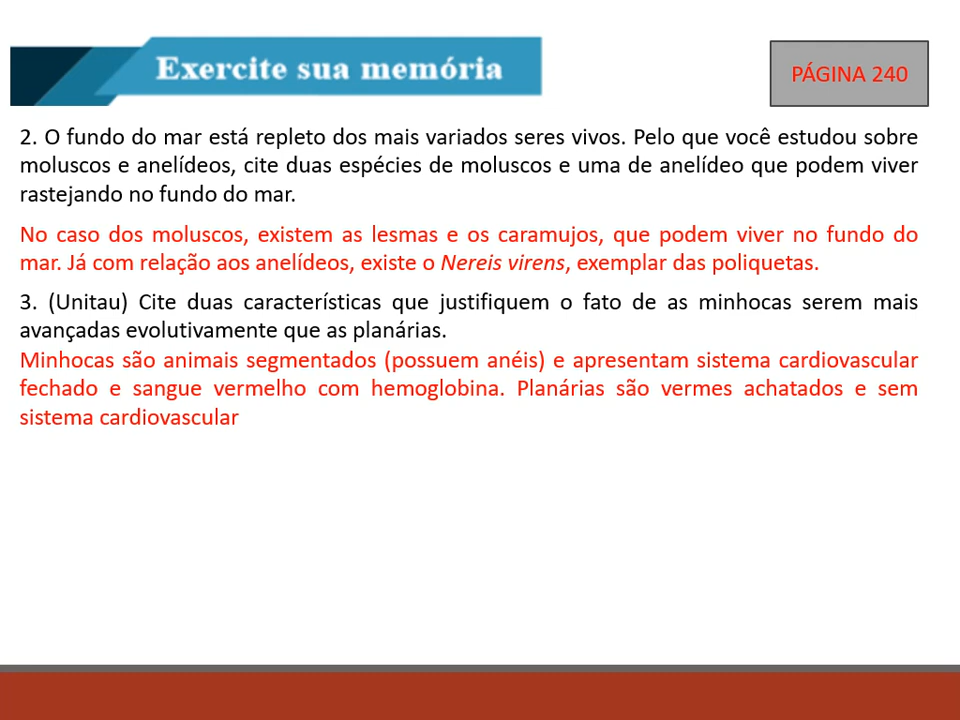 Exercite sua memória
PÁGINA 240
2. O fundo do mar está repleto dos mais variados seres vivos. Pelo que você estudou sobre
moluscos e anelídeos, cite duas espécies de moluscos e uma de anelídeo que podem viver
rastejando no fundo do mar.
No caso dos moluscos, existem as lesmas e os caramujos, que podem viver no fundo do
mar. Já com relação aos anelídeos, existe o Nereis virens, exemplar das poliquetas.
3. (Unitau) Cite duas características que justifiquem o fato de as minhocas serem mais
avançadas evolutivamente que as planárias.
Minhocas são animais segmentados (possuem anéis) e apresentam sistema cardiovascular
fechado e sangue vermelho com hemoglobina. Planárias são vermes achatados e sem
sistema cardiovascular